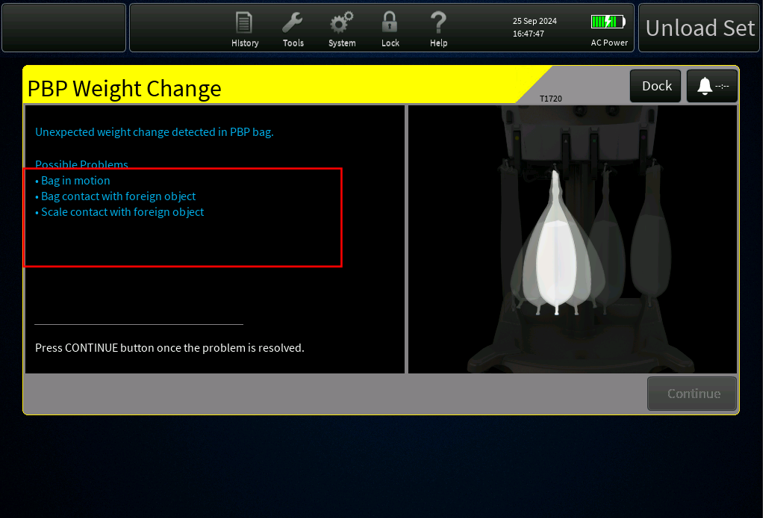 History
Tools
System
Lock
Help
25 Sep 2024
16:47:47
AC Power
Unload Set
PBP Weight Change
T1720
Dock
--:--
Unexpected weight change detected in PBP bag.
Possible Problems
• Bag in motion
• Bag contact with foreign object
• Scale contact with foreign object
Press CONTINUE button once the problem is resolved.
Continue